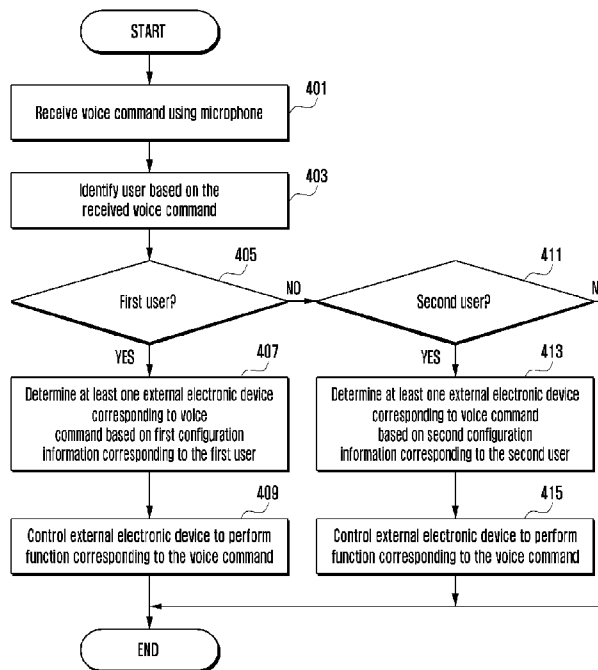 START
401
Receive voice command using microphone
403
Identify user based on the
received voice command
405
First user?
NO
411
Second user?
YES
407
Determine at least one external electronic device
corresponding to voice
command based on first configuration
information corresponding to the first user
YES
413
Determine at least one external electronic device
corresponding to voice command
based on second configuration
information corresponding to the second user
409
Control external electronic device to perform
function corresponding to the voice command
415
Control external electronic device to perform
function corresponding to the voice command
END